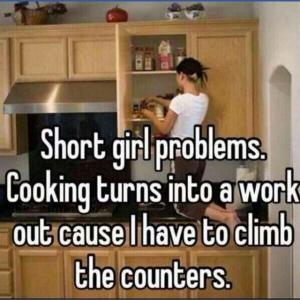 Short girl problems.
Cooking turns into a work
out cause I have to climb
the counters.